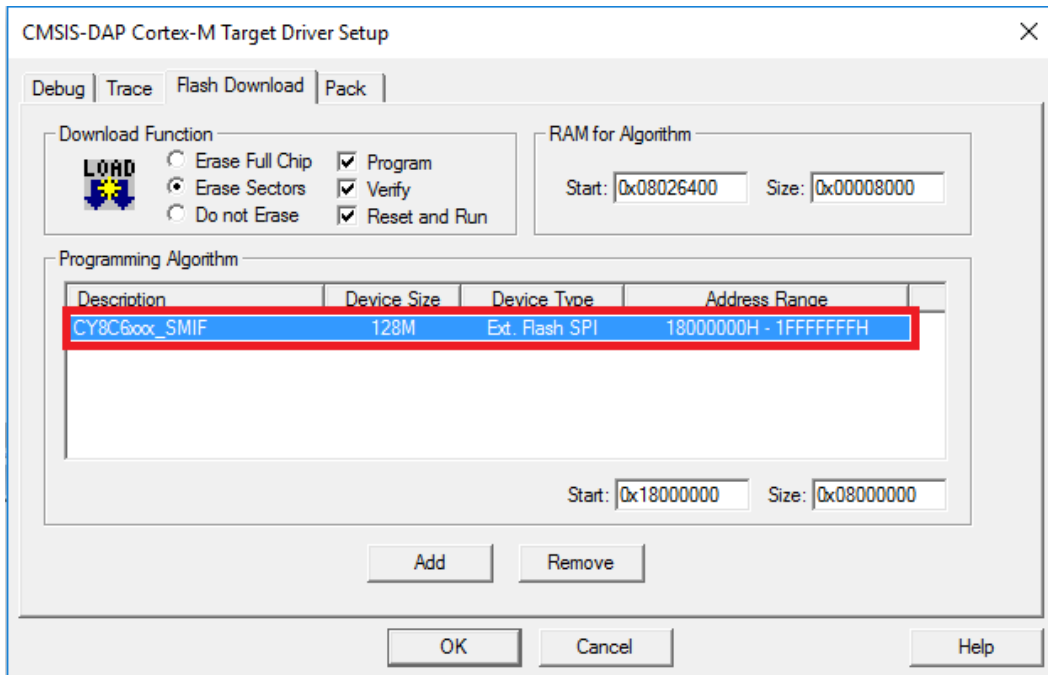 CMSIS-DAP Cortex-M Target Driver Setup
Debug Trace Flash Download Pack
Download Function
LOAD
Erase Full Chip
Erase Sectors
Do not Erase
Program
Verify
Reset and Run
RAM for Algorithm
Start: 0x08026400 Size: 0x00008000
Programming Algorithm
Description Device Size Device Type Address Range
CY8C6xxx_SMIF 128M Ext. Flash SPI 18000000H - 1FFFFFFFH
Start: 0x18000000 Size: 0x08000000
Add Remove
OK Cancel Help